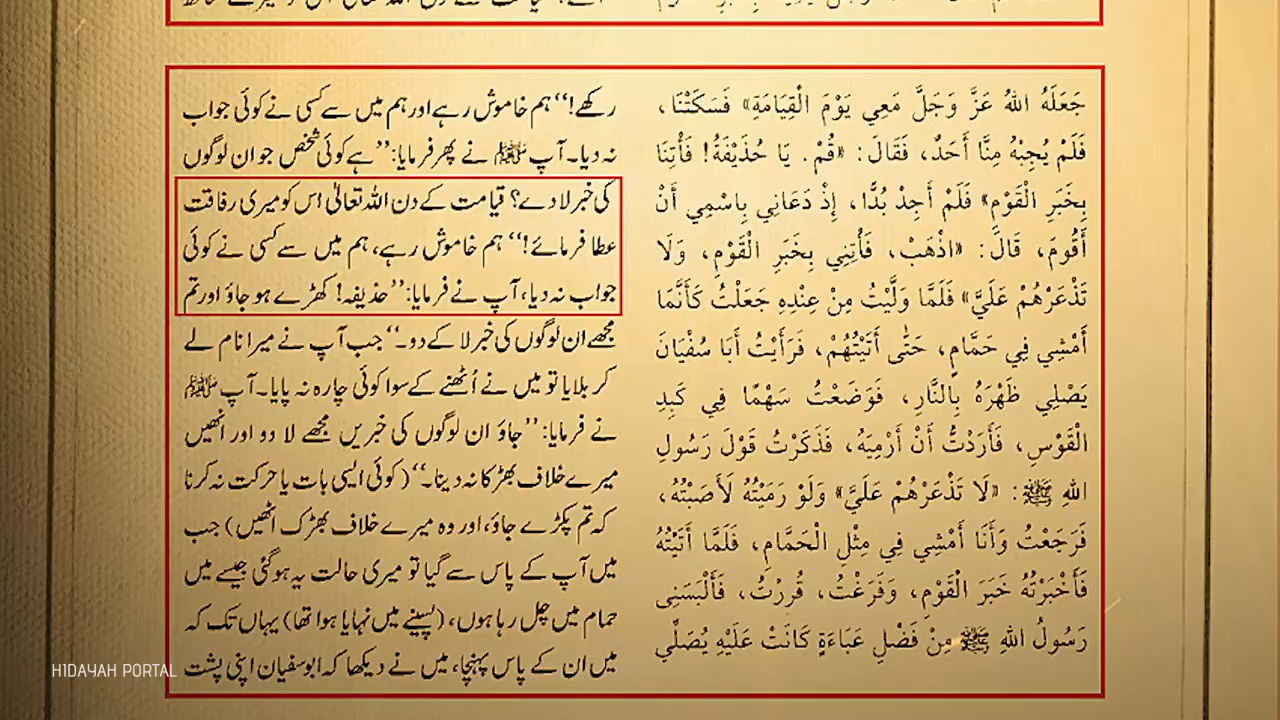 جَعَلَهُ اللهُ عَزَّ وَجَلَّ مَعِي يَوْمَ الْقِيَامَةِ» فَسَكَتْنَا،
فَلَمْ يُجِبْهُ مِنَّا أَحَدٌ، فَقَالَ: «قُمْ. يَا حُذَيْفَةُ! فَأْتِنَا
بِخَبَرِ الْقَوْمِ» فَلَمْ أَجِدْ بُدًّا، إِذْ دَعَانِي بِاسْمِي أَنْ
أَقُومَ، قَالَ: «اذْهَبْ، فَأْتِنِي بِخَبَرِ الْقَوْمِ، وَلَا
تَذْعَرْهُمْ عَلَيَّ» فَلَمَّا وَلَّيْتُ مِنْ عِنْدِهِ جَعَلْتُ كَأَنَّمَا
أَمْشِي فِي حَمَّامٍ، حَتَّى أَتَيْتُهُمْ، فَرَأَيْتُ أَبَا سُفْيَانَ
يَصْلِي ظَهْرَهُ بِالنَّارِ، فَوَضَعْتُ سَهْمًا فِي كَبِدِ
الْقَوْسِ، فَأَرَدْتُ أَنْ أَرْمِيَهُ، فَذَكَرْتُ قَوْلَ رَسُولِ
اللهِ ﷺ: «لَا تَذْعَرْهُمْ عَلَيَّ» وَلَوْ رَمَيْتُهُ لَأَصَبْتُهُ،
فَرَجَعْتُ وَأَنَا أَمْشِي فِي مِثْلِ الْحَمَّامِ، فَلَمَّا أَتَيْتُهُ
فَأَخْبَرْتُهُ خَبَرَ الْقَوْمِ، وَفَرَغْتُ، قُرِرْتُ، فَأَلْبَسَنِي
رَسُولُ اللهِ ﷺ مِنْ فَضْلِ عَبَاءَةٍ كَانَتْ عَلَيْهِ يُصَلِّي
رکھے!‘‘ ہم خاموش رہے اور ہم میں سے کسی نے کوئی جواب
نہ دیا۔ آپ ﷺ نے پھر فرمایا: ’’ہے کوئی شخص جو ان لوگوں
کی خبر لا دے؟ قیامت کے دن اللہ تعالیٰ اس کو میری رفاقت
عطا فرمائے!‘‘ ہم خاموش رہے، ہم میں سے کسی نے کوئی
جواب نہ دیا، آپ نے فرمایا: ’’حذیفہ! کھڑے ہو جاؤ اور تم
مجھے ان لوگوں کی خبر لا کے دو۔‘‘ جب آپ نے میرا نام لے
کر بلایا تو میں نے اُٹھنے کے سوا کوئی چارہ نہ پایا۔ آپ ﷺ
نے فرمایا: ’’جاؤ ان لوگوں کی خبریں مجھے لا دو اور انھیں
میرے خلاف بھڑکا نہ دینا۔‘‘ (کوئی ایسی بات یا حرکت نہ کرنا
کہ تم پکڑے جاؤ، اور وہ میرے خلاف بھڑک اٹھیں) جب
میں آپ کے پاس سے گیا تو میری حالت یہ ہو گئی جیسے میں
حمام میں چل رہا ہوں، (پسینے میں نہایا ہوا تھا) یہاں تک کہ
میں ان کے پاس پہنچا، میں نے دیکھا کہ ابوسفیان اپنی پشت
HIDAYAH PORTAL